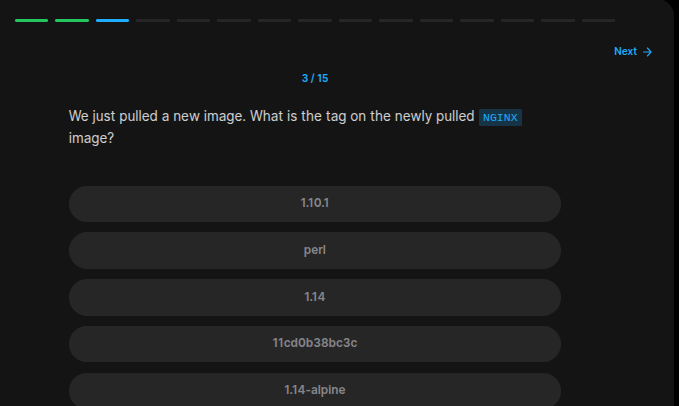 Next →
3 / 15
We just pulled a new image. What is the tag on the newly pulled NGINX
image?
1.10.1
perl
1.14
11cd0b38bc3c
1.14-alpine